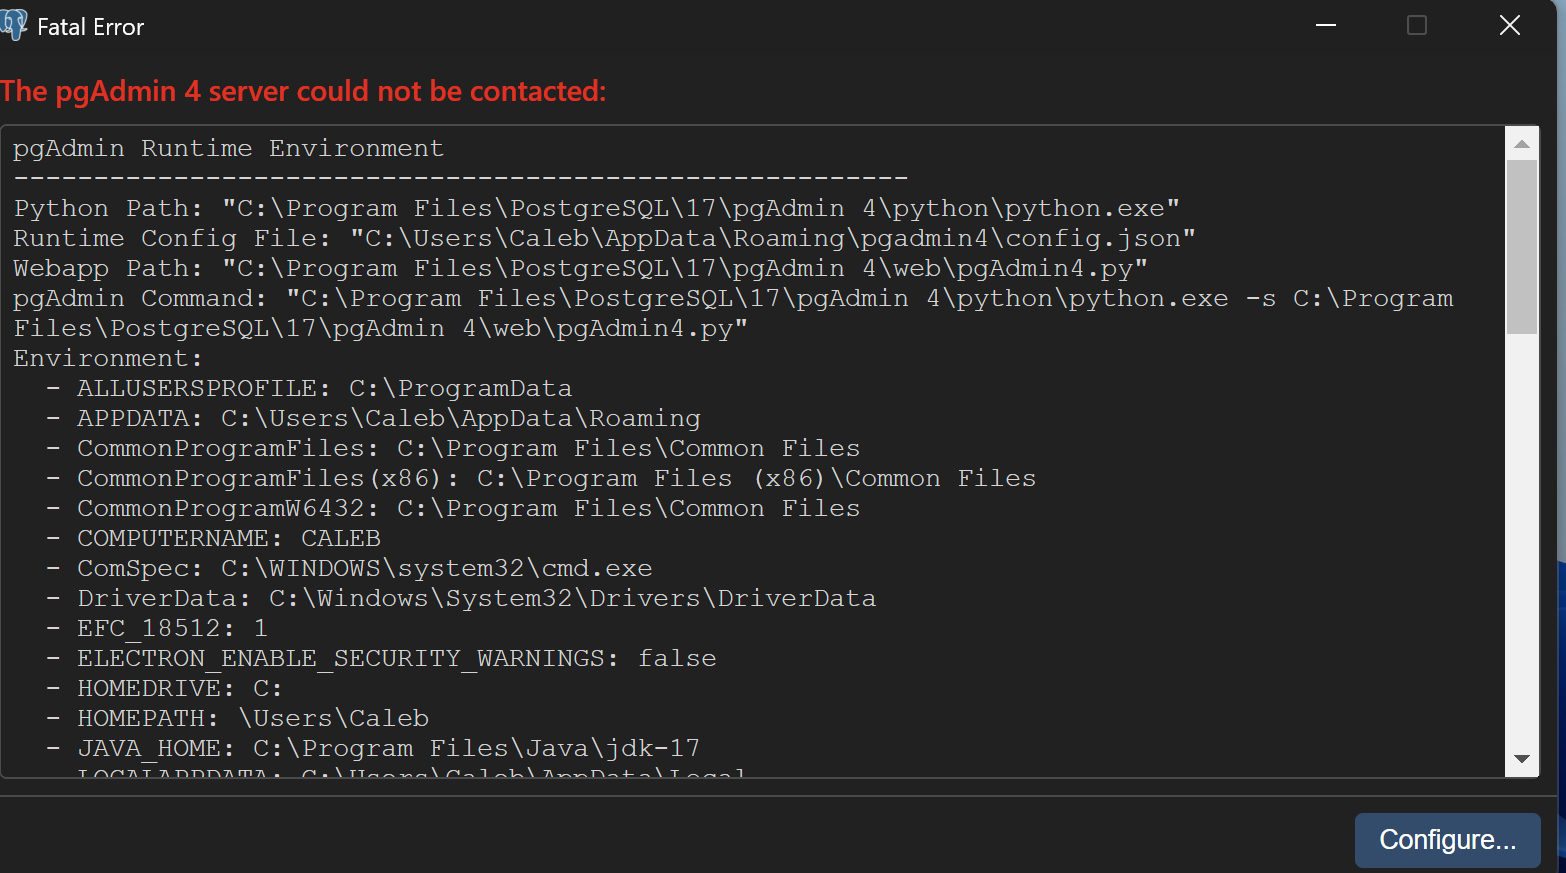 Fatal Error
The pgAdmin 4 server could not be contacted:
pgAdmin Runtime Environment
--------------------------------------------------------
Python Path: "C:\Program Files\PostgreSQL\17\pgAdmin 4\python\python.exe"
Runtime Config File: "C:\Users\Caleb\AppData\Roaming\pgadmin4\config.json"
Webapp Path: "C:\Program Files\PostgreSQL\17\pgAdmin 4\web\pgAdmin4.py"
pgAdmin Command: "C:\Program Files\PostgreSQL\17\pgAdmin 4\python\python.exe -s C:\Program
Files\PostgreSQL\17\pgAdmin 4\web\pgAdmin4.py"
Environment:
  - ALLUSERSPROFILE: C:\ProgramData
  - APPDATA: C:\Users\Caleb\AppData\Roaming
  - CommonProgramFiles: C:\Program Files\Common Files
  - CommonProgramFiles(x86): C:\Program Files (x86)\Common Files
  - CommonProgramW6432: C:\Program Files\Common Files
  - COMPUTERNAME: CALEB
  - ComSpec: C:\WINDOWS\system32\cmd.exe
  - DriverData: C:\Windows\System32\Drivers\DriverData
  - EFC_18512: 1
  - ELECTRON_ENABLE_SECURITY_WARNINGS: false
  - HOMEDRIVE: C:
  - HOMEPATH: \Users\Caleb
  - JAVA_HOME: C:\Program Files\Java\jdk-17
  - LOCALAPPDATA: C:\Users\Caleb\AppData\Local
Configure...